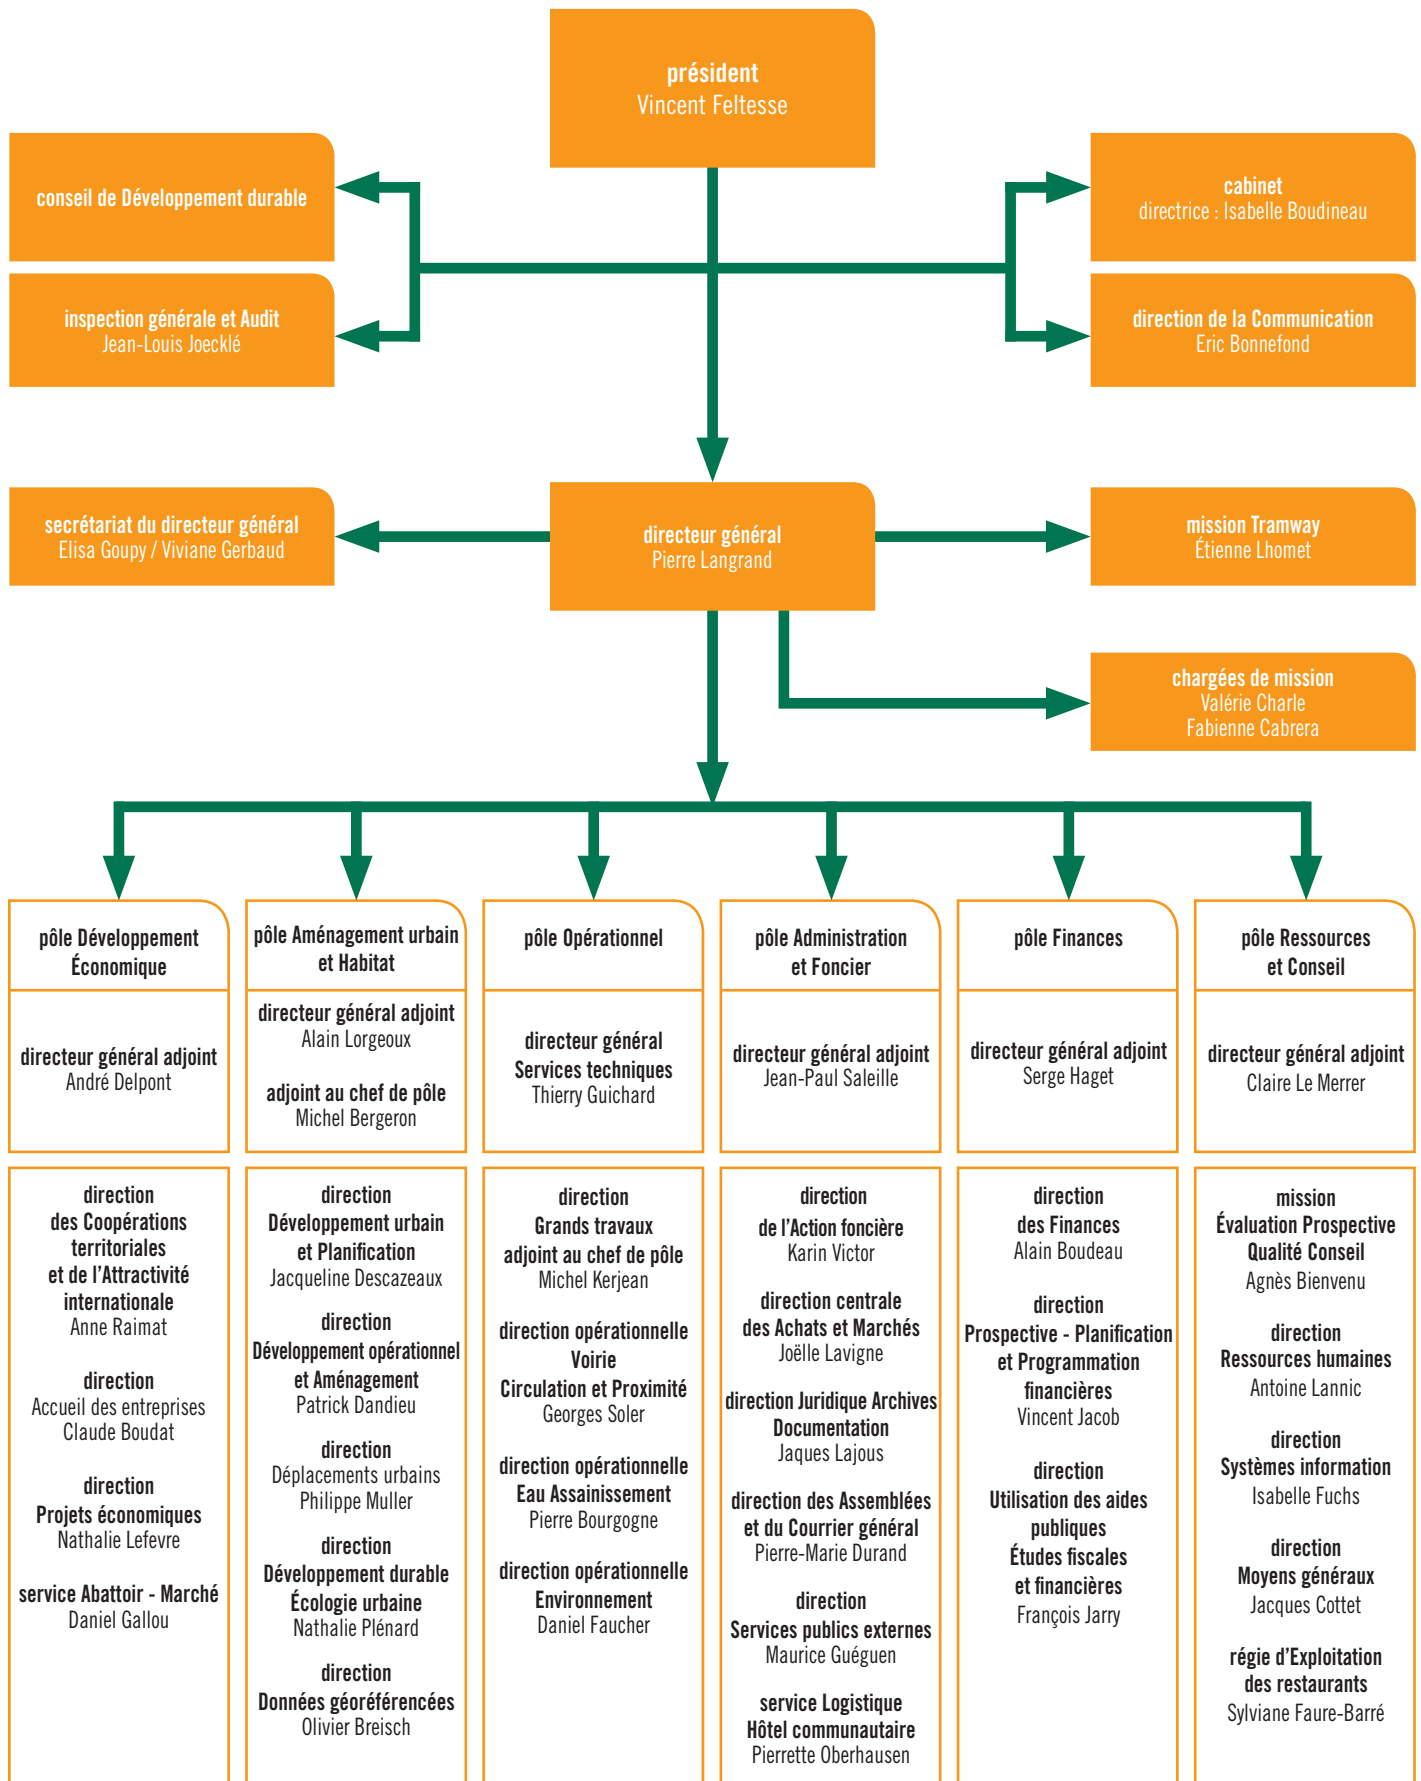 président
Vincent Feltesse
conseil de Développement durable
cabinet
directrice : Isabelle Boudineau
inspection générale et Audit
Jean-Louis Joecklé
direction de la Communication
Eric Bonnefond
secrétariat du directeur général
Elisa Goupy / Viviane Gerbaud
directeur général
Pierre Langrand
mission Tramway
Étienne Lhomet
chargées de mission
Valérie Charle
Fabienne Cabrera
pôle Développement
Économique
directeur général adjoint
André Delpont
direction
des Coopérations
territoriales
et de l'Attractivité
internationale
Anne Raimat
direction
Accueil des entreprises
Claude Boudat
direction
Projets économiques
Nathalie Lefevre
service Abattoir - Marché
Daniel Gallou
pôle Aménagement urbain
et Habitat
directeur général adjoint
Alain Lorgeoux
adjoint au chef de pôle
Michel Bergeron
direction
Développement urbain
et Planification
Jacqueline Descazeaux
direction
Développement opérationnel
et Aménagement
Patrick Dandieu
direction
Déplacements urbains
Philippe Muller
direction
Développement durable
Écologie urbaine
Nathalie Plénard
direction
Données géoréférencées
Olivier Breisch
pôle Opérationnel
directeur général
Services techniques
Thierry Guichard
direction
Grands travaux
adjoint au chef de pôle
Michel Kerjean
direction opérationnelle
Voirie
Circulation et Proximité
Georges Soler
direction opérationnelle
Eau Assainissement
Pierre Bourgogne
direction opérationnelle
Environnement
Daniel Faucher
pôle Administration
et Foncier
directeur général adjoint
Jean-Paul Saleille
direction
de l'Action foncière
Karin Victor
direction centrale
des Achats et Marchés
Joëlle Lavigne
direction Juridique Archives
Documentation
Jaques Lajous
direction des Assemblées
et du Courrier général
Pierre-Marie Durand
direction
Services publics externes
Maurice Guéguen
service Logistique
Hôtel communautaire
Pierrette Oberhausen
pôle Finances
directeur général adjoint
Serge Haget
direction
des Finances
Alain Boudeau
direction
Prospective - Planification
et Programmation
financières
Vincent Jacob
direction
Utilisation des aides
publiques
Études fiscales
et financières
François Jarry
pôle Ressources
et Conseil
directeur général adjoint
Claire Le Merrer
mission
Évaluation Prospective
Qualité Conseil
Agnès Bienvenu
direction
Ressources humaines
Antoine Lannic
direction
Systèmes information
Isabelle Fuchs
direction
Moyens généraux
Jacques Cottet
régie d'Exploitation
des restaurants
Sylviane Faure-Barré